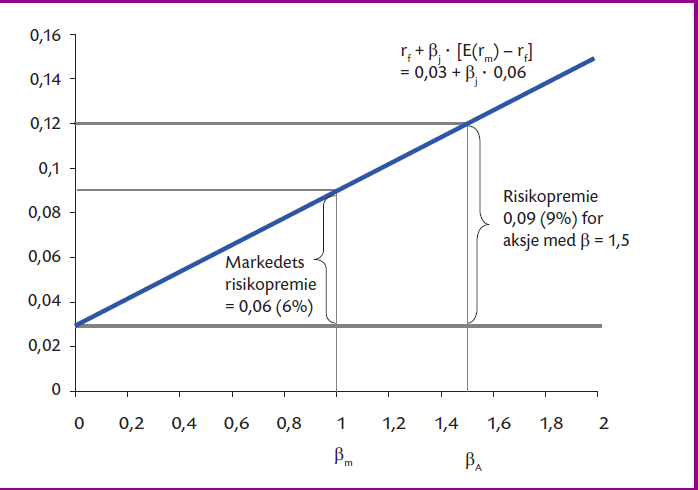 0,16
r_f + β_j · [E(r_m) – r_f]
= 0,03 + β_j · 0,06
0,14
0,12
0,1
Risikopremie
0,09 (9%) for
aksje med β = 1,5
0,08
0,06
Markedets
risikopremie
= 0,06 (6%)
0,04
0,02
0
0 0,2 0,4 0,6 0,8 1 1,2 1,4 1,6 1,8 2
β_m β_A